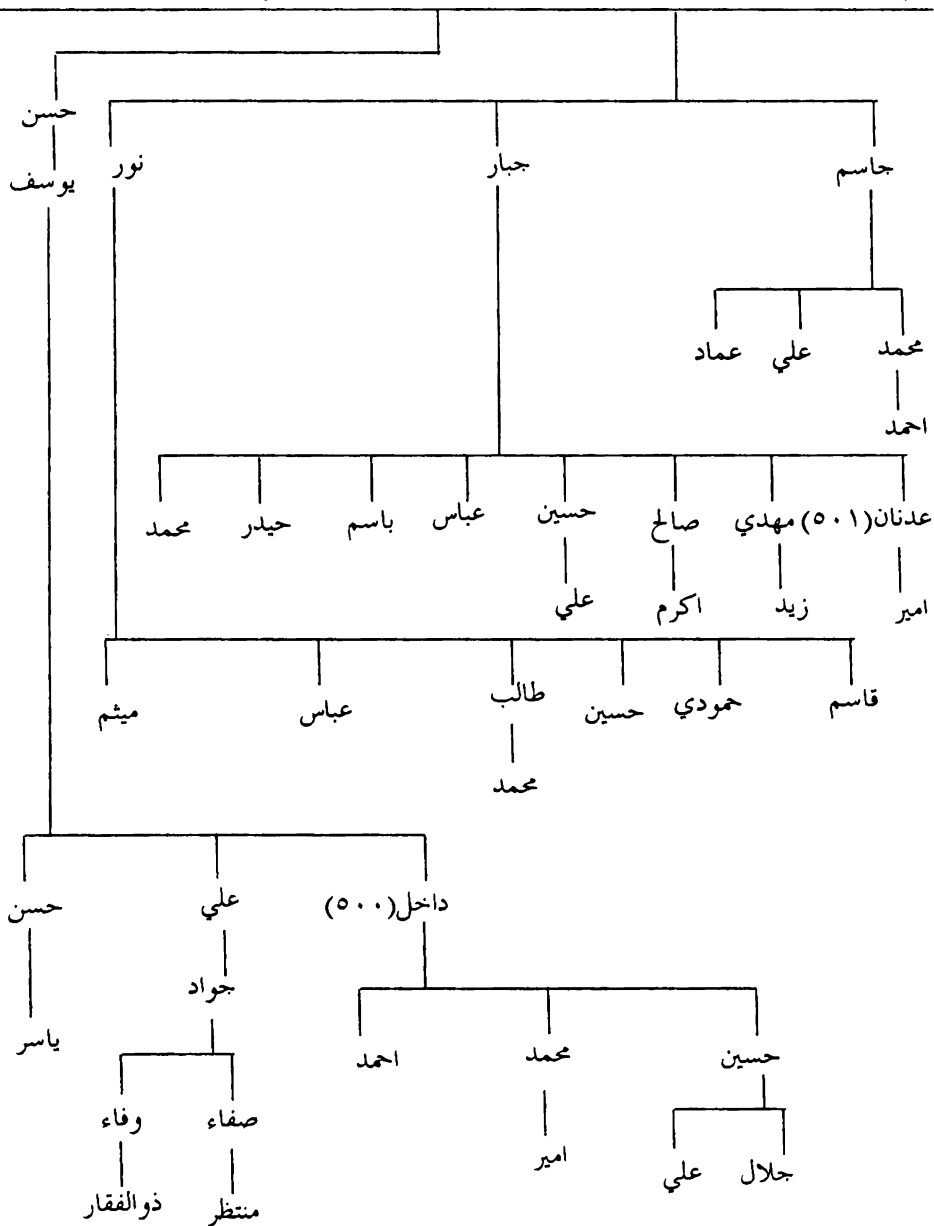 حسن
جاسم جبار نور يوسف
محمد علي عماد
احمد
عدنان (٥٠١) مهدي صالح حسين عباس باسم حيدر محمد
امير زيد اكرم علي
قاسم حمودي حسين طالب عباس ميثم
محمد
داخل (٥٠٠) علي حسن
جواد
حسين محمد احمد ياسر
صفاء وفاء
جلال علي امير
منتظر ذو الفقار